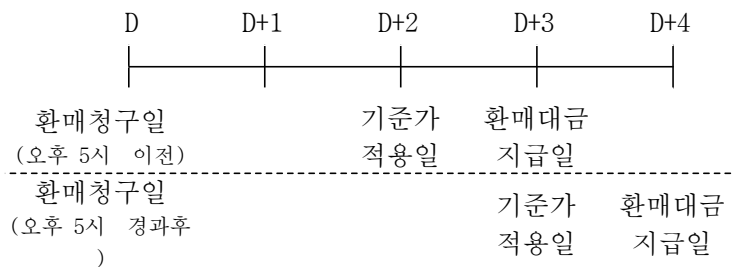 D D+1 D+2 D+3 D+4
환매청구일 기준가 환매대금
(오후 5시 이전) 적용일 지급일
환매청구일 기준가 환매대금
(오후 5시 경과후 적용일 지급일
)